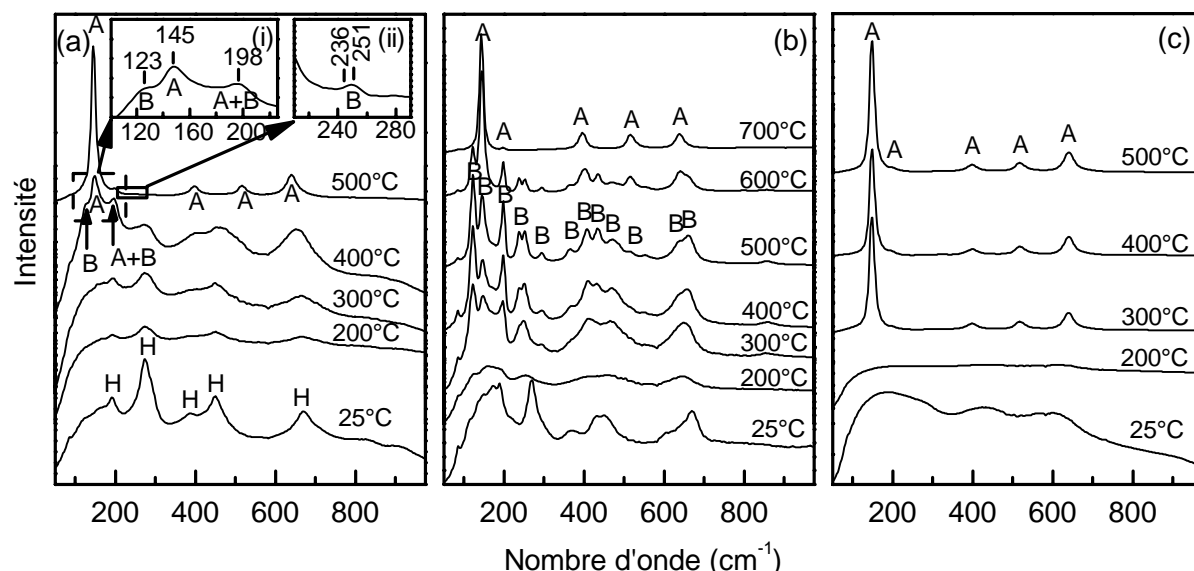 Intensité
(a)
A
(i)
123
145
198
B
A
A+B
120 160 200
(ii)
236
251
B
240 280
500°C
A A A
A
B
A+B
400°C
300°C
200°C
H H H H H
25°C
200 400 600 800
(b)
A
A A A A
700°C
600°C
B B B B B B B B B B B B B
500°C
400°C
300°C
200°C
25°C
0 200 400 600 800
(c)
A
A A A A
500°C
400°C
300°C
200°C
25°C
200 400 600 800
Nombre d'onde (cm⁻¹)